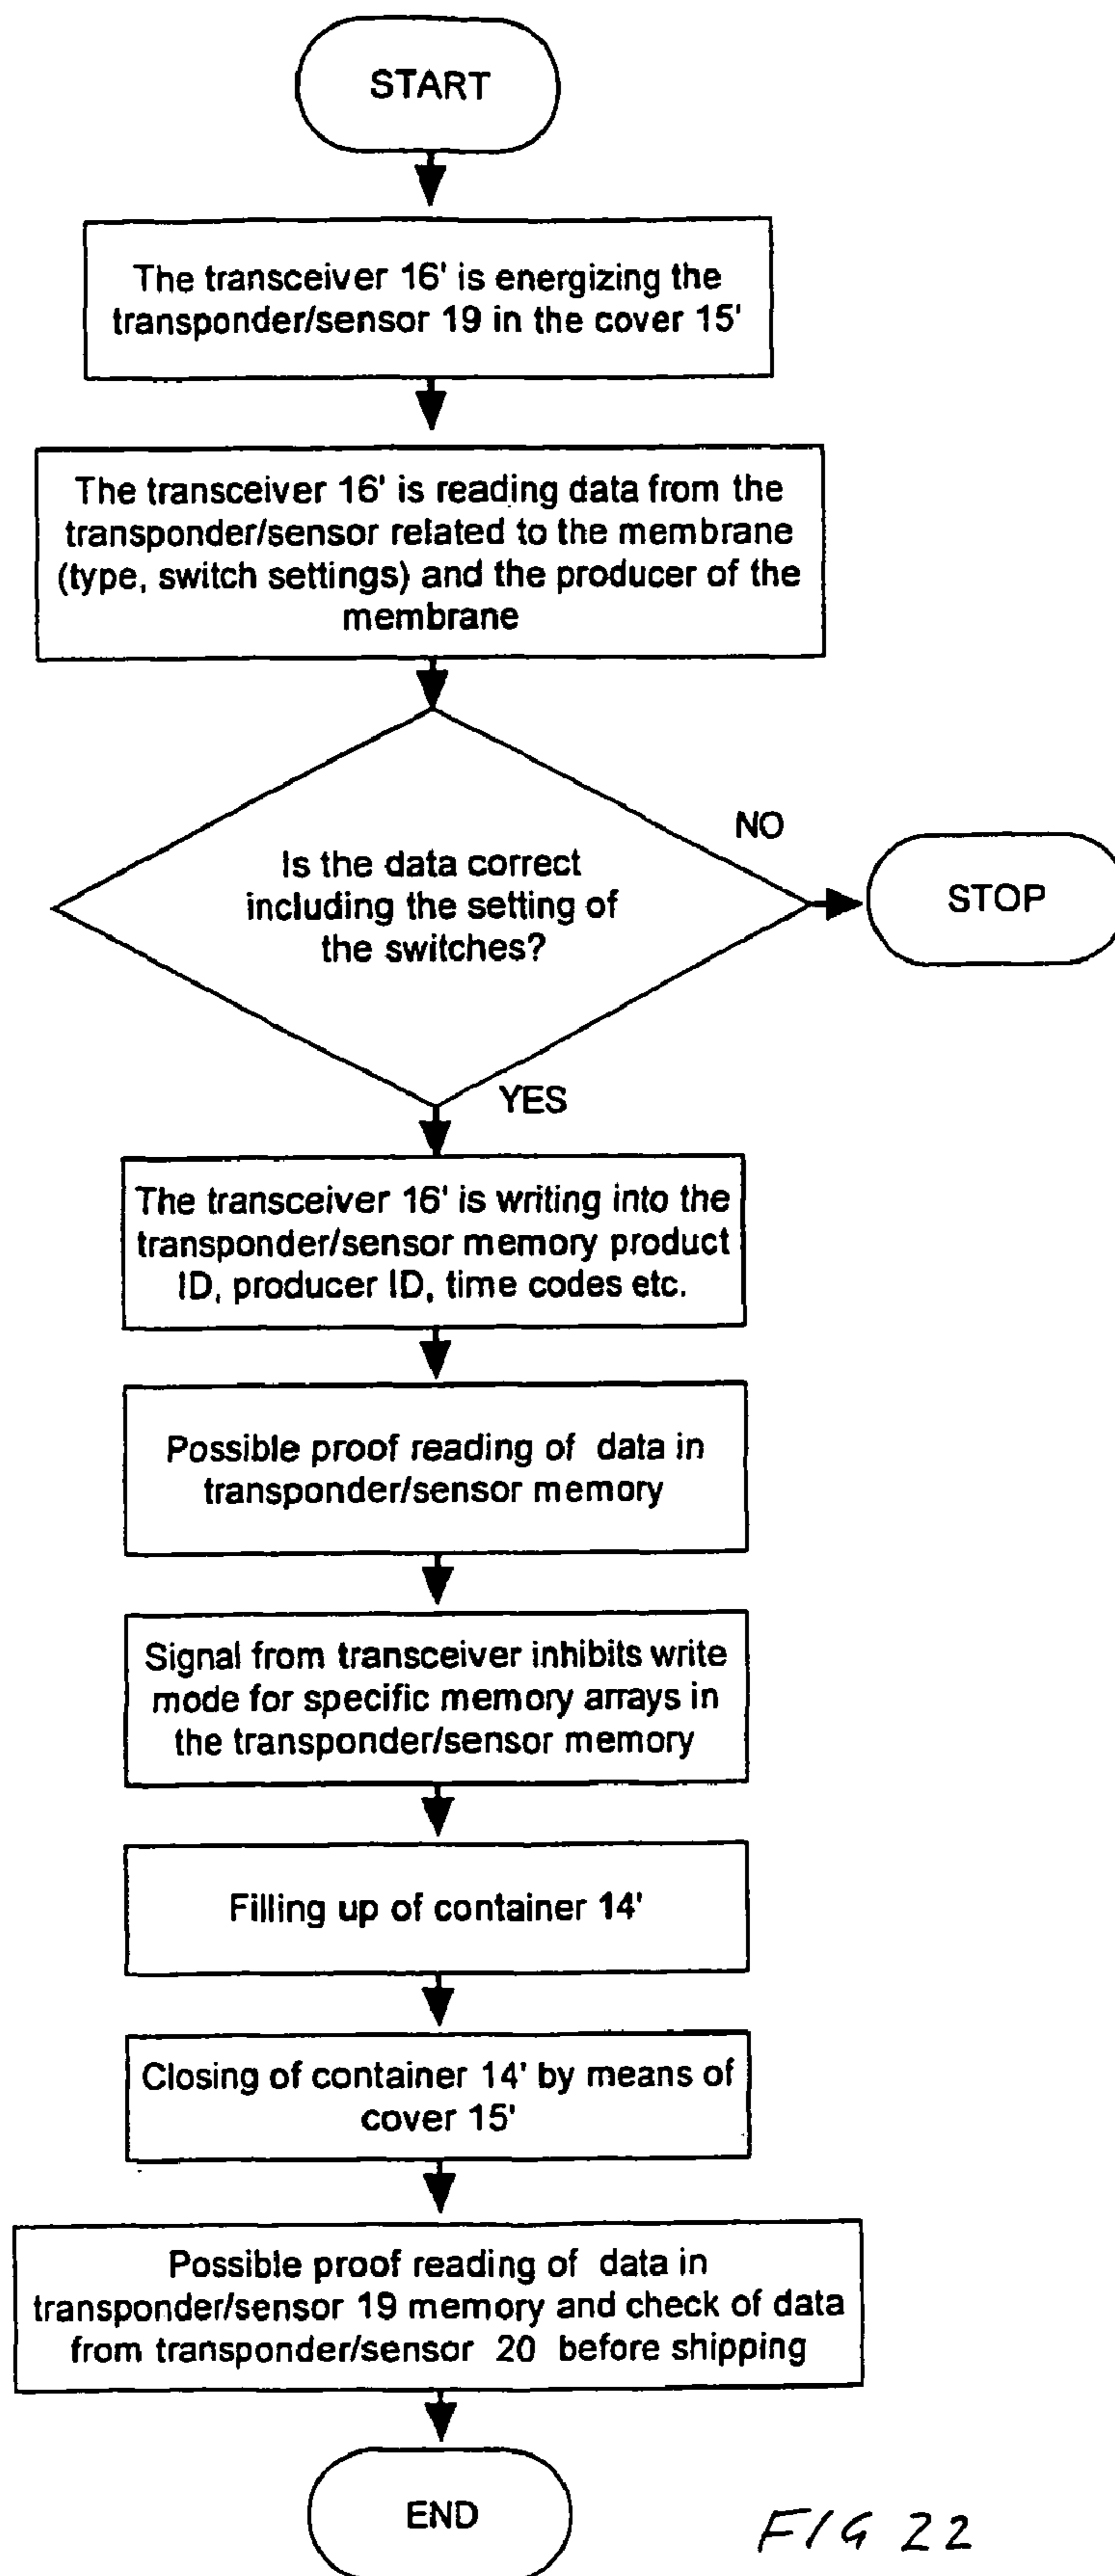 START
The transceiver 16' is energizing the
transponder/sensor 19 in the cover 15'
The transceiver 16' is reading data from the
transponder/sensor related to the membrane
(type, switch settings) and the producer of the
membrane
NO
Is the data correct
including the setting of
the switches?
STOP
YES
The transceiver 16' is writing into the
transponder/sensor memory product
ID, producer ID, time codes etc.
Possible proof reading of data in
transponder/sensor memory
Signal from transceiver inhibits write
mode for specific memory arrays in
the transponder/sensor memory
Filling up of container 14'
Closing of container 14' by means of
cover 15'
Possible proof reading of data in
transponder/sensor 19 memory and check of data
from transponder/sensor 20 before shipping
END
FIG 22